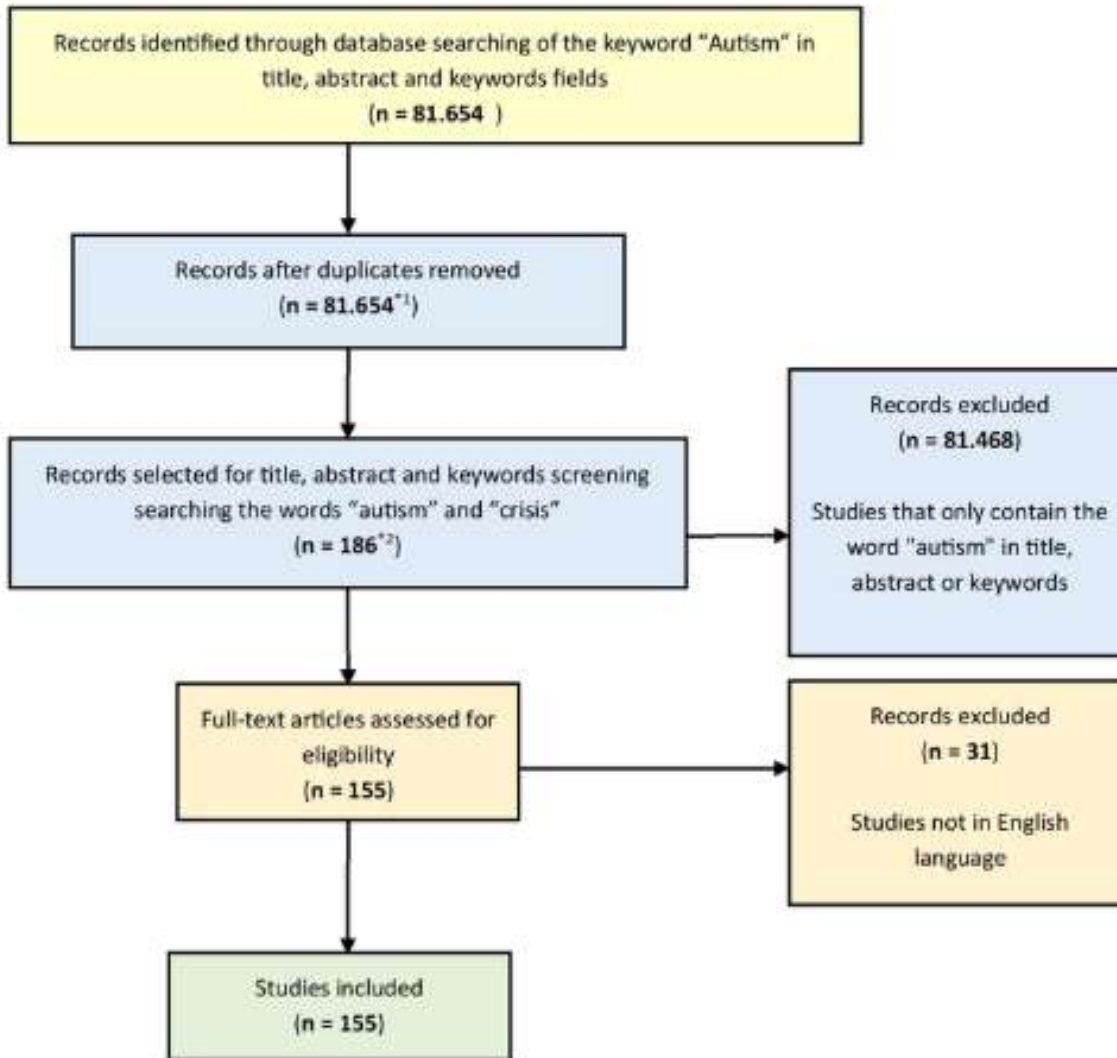 Records identified through database searching of the keyword "Autism" in
title, abstract and keywords fields
(n = 81.654 )
Records after duplicates removed
(n = 81.654*1)
Records selected for title, abstract and keywords screening
searching the words "autism" and "crisis"
(n = 186*2)
Records excluded
(n = 81.468)
Studies that only contain the
word "autism" in title,
abstract or keywords
Full-text articles assessed for
eligibility
(n = 155)
Records excluded
(n = 31)
Studies not in English
language
Studies included
(n = 155)